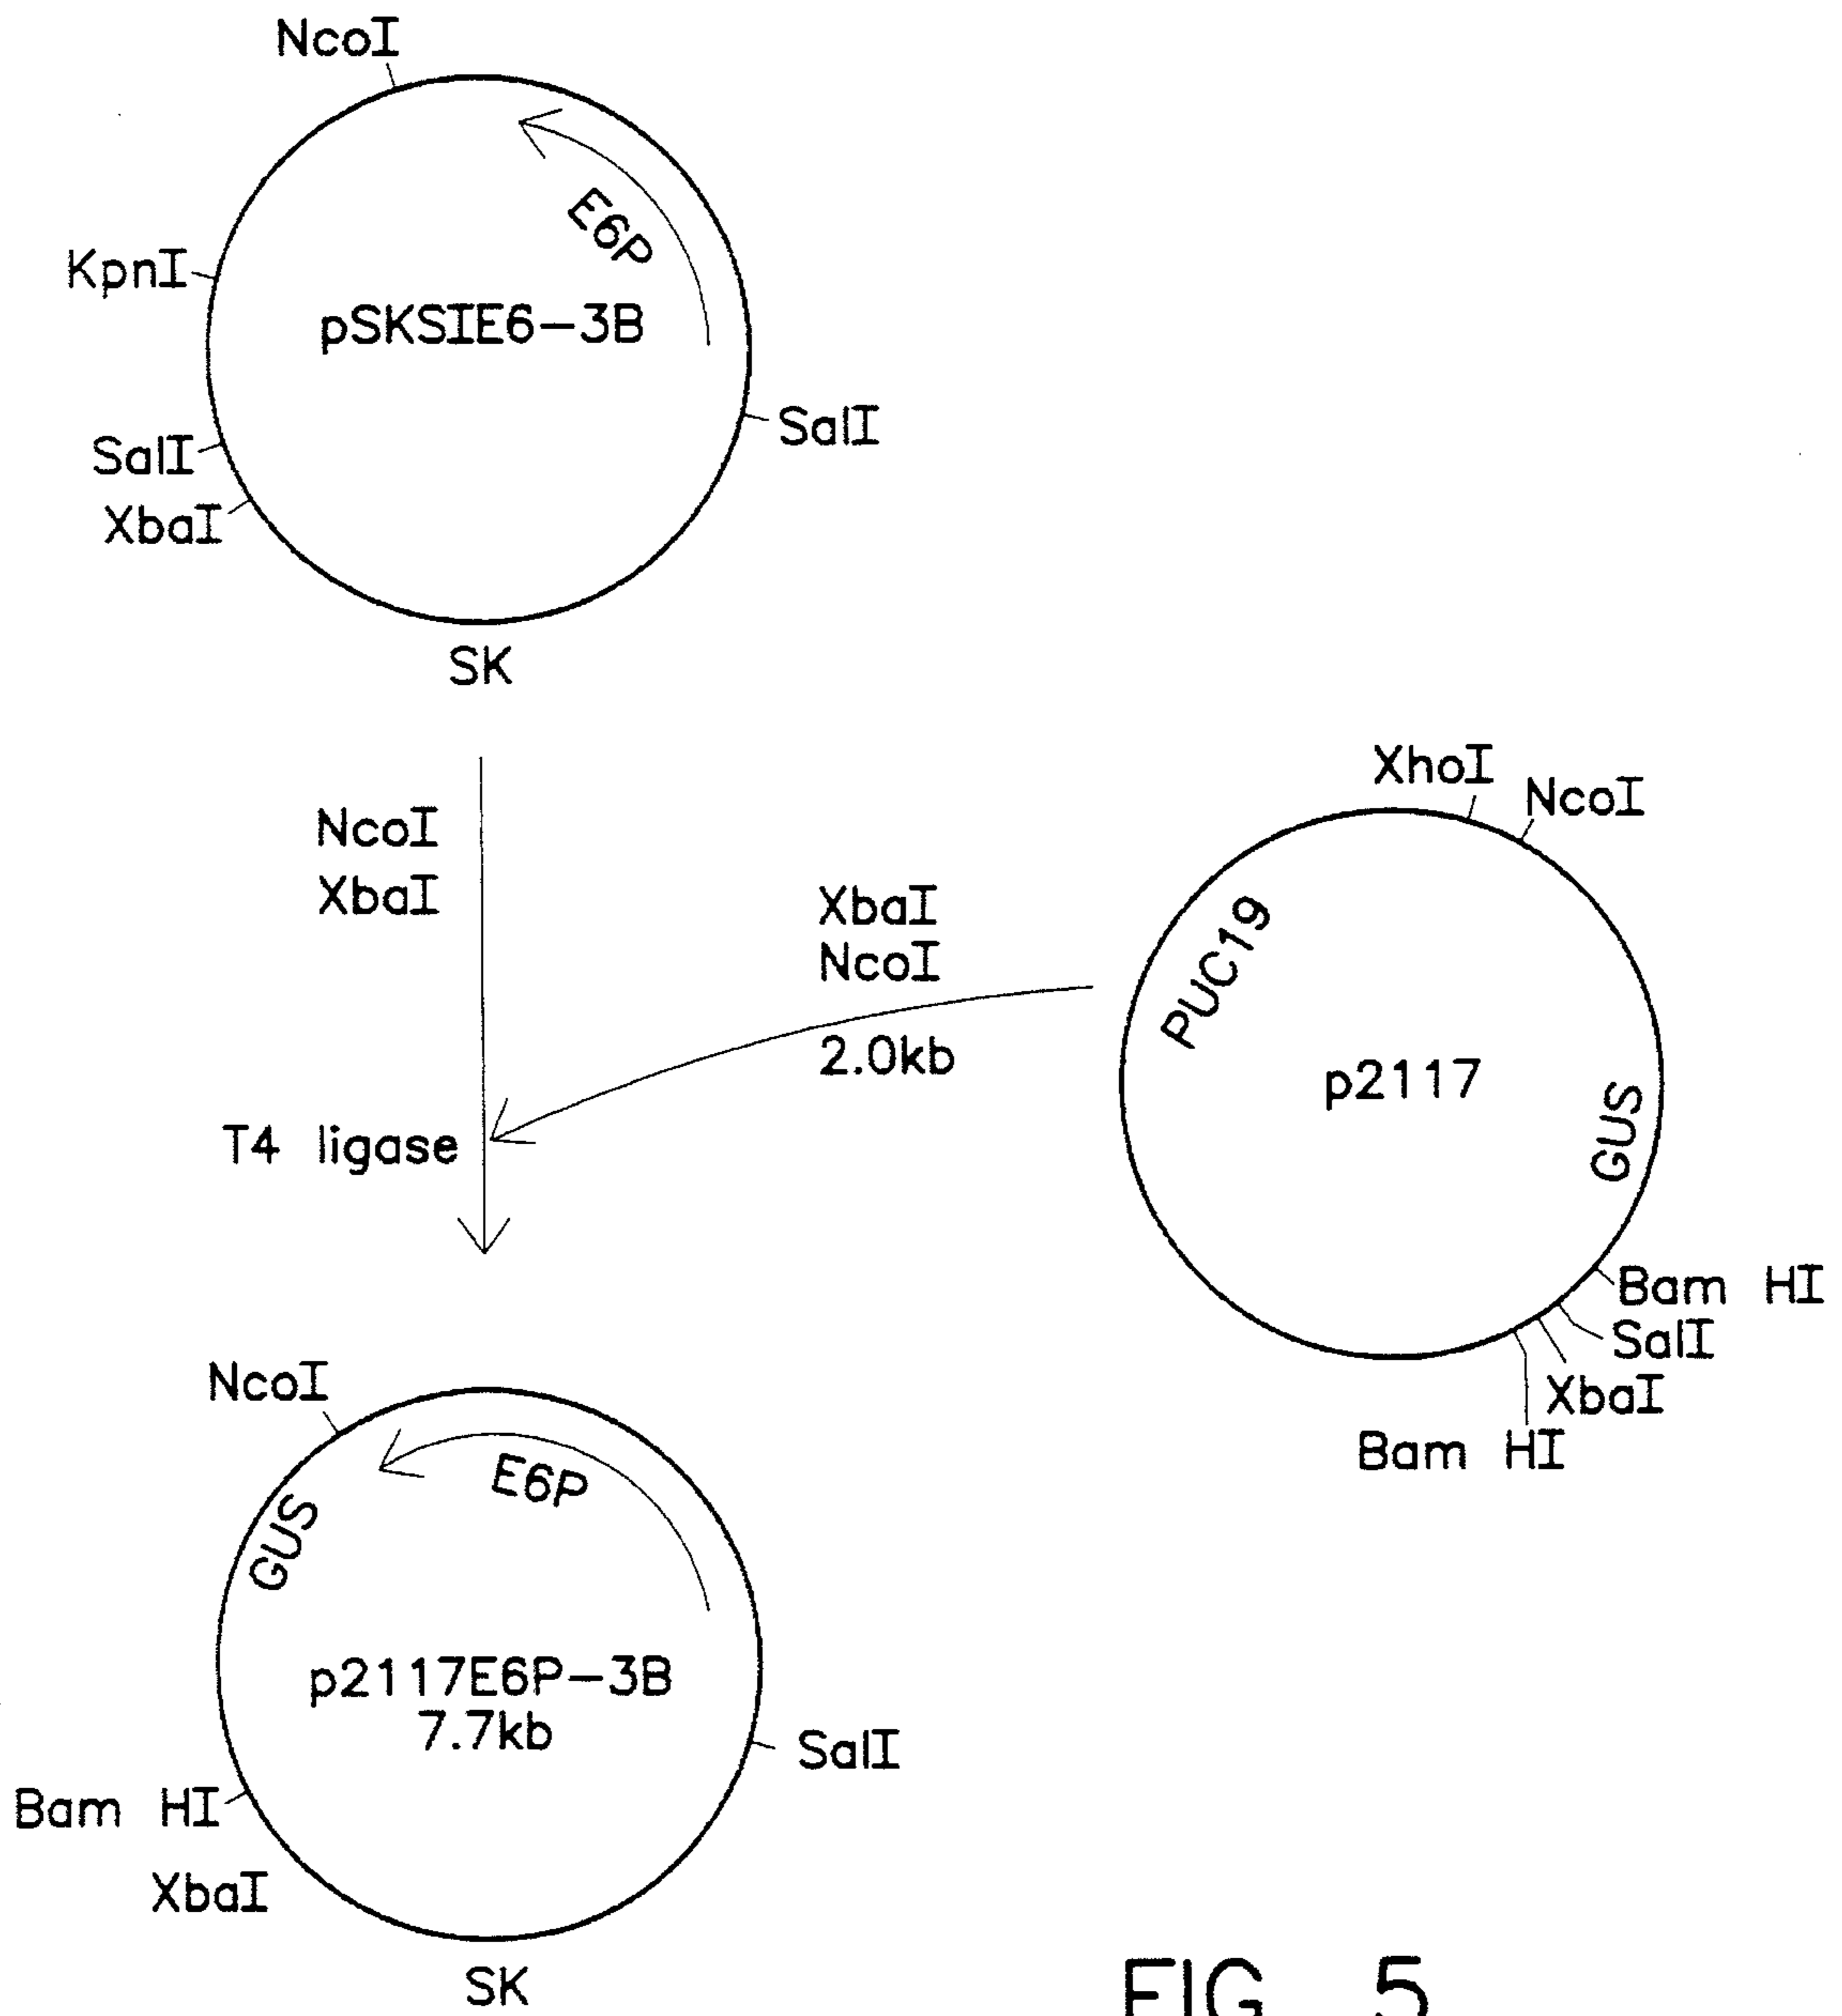 NcoI
E6P
KpnI
pSKSIE6-3B
SalI
SalI
XbaI
SK
NcoI
XbaI
T4 ligase
XbaI
NcoI
2.0kb
XhoI
NcoI
PUC19
p2117
GUS
Bam HI
SalI
XbaI
Bam HI
NcoI
E6P
GUS
p2117E6P-3B
7.7kb
SalI
Bam HI
XbaI
SK
FIG. 5